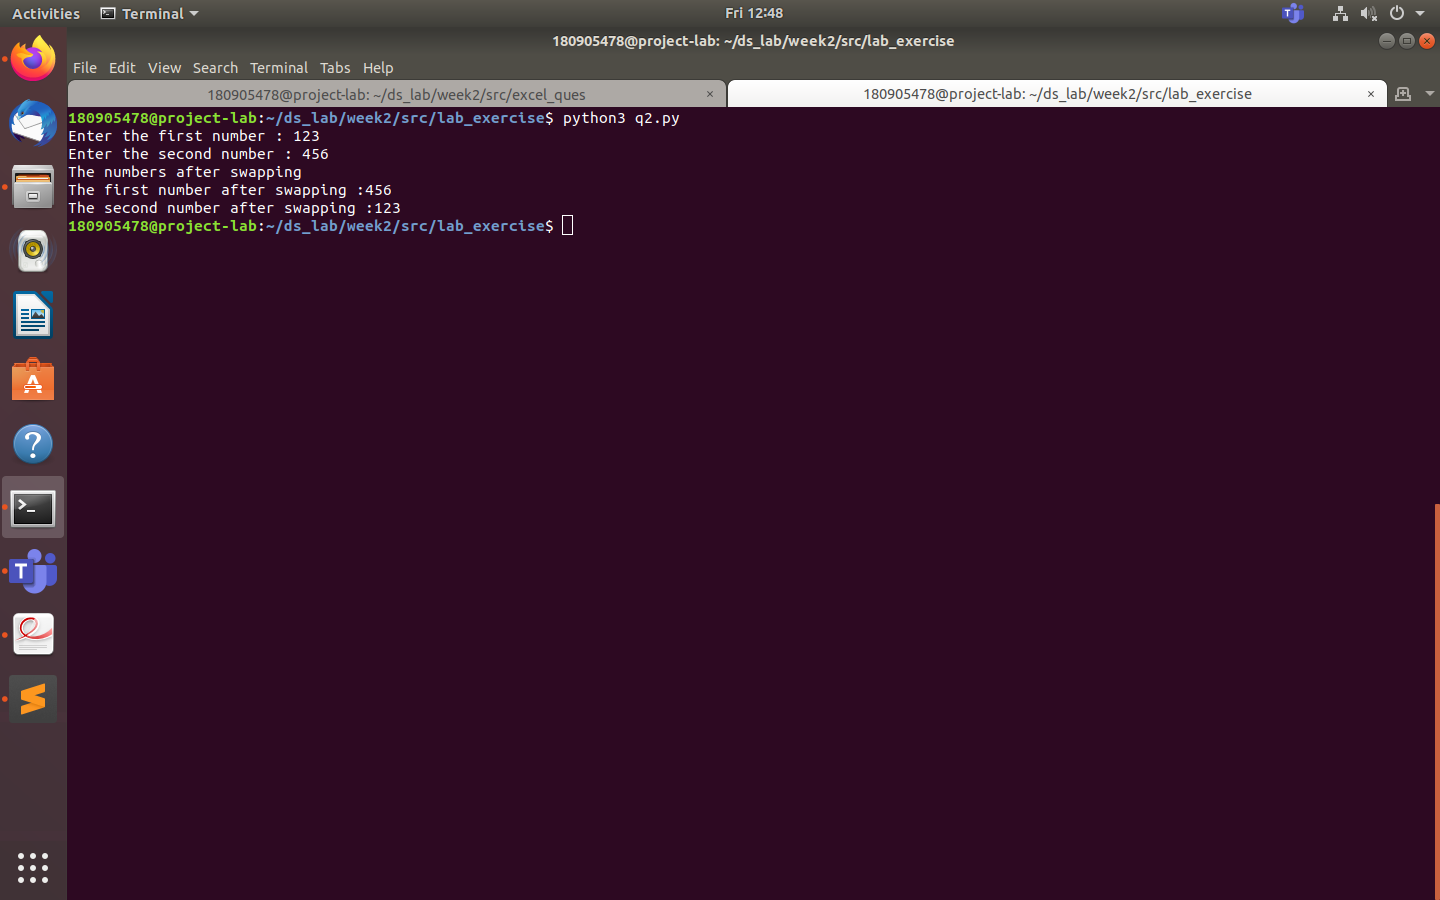 Activities Terminal Fri 12:48
180905478@project-lab: ~/ds_lab/week2/src/lab_exercise
File Edit View Search Terminal Tabs Help
180905478@project-lab: ~/ds_lab/week2/src/excel_ques × 180905478@project-lab: ~/ds_lab/week2/src/lab_exercise ×
180905478@project-lab:~/ds_lab/week2/src/lab_exercise$ python3 q2.py
Enter the first number : 123
Enter the second number : 456
The numbers after swapping
The first number after swapping :456
The second number after swapping :123
180905478@project-lab:~/ds_lab/week2/src/lab_exercise$